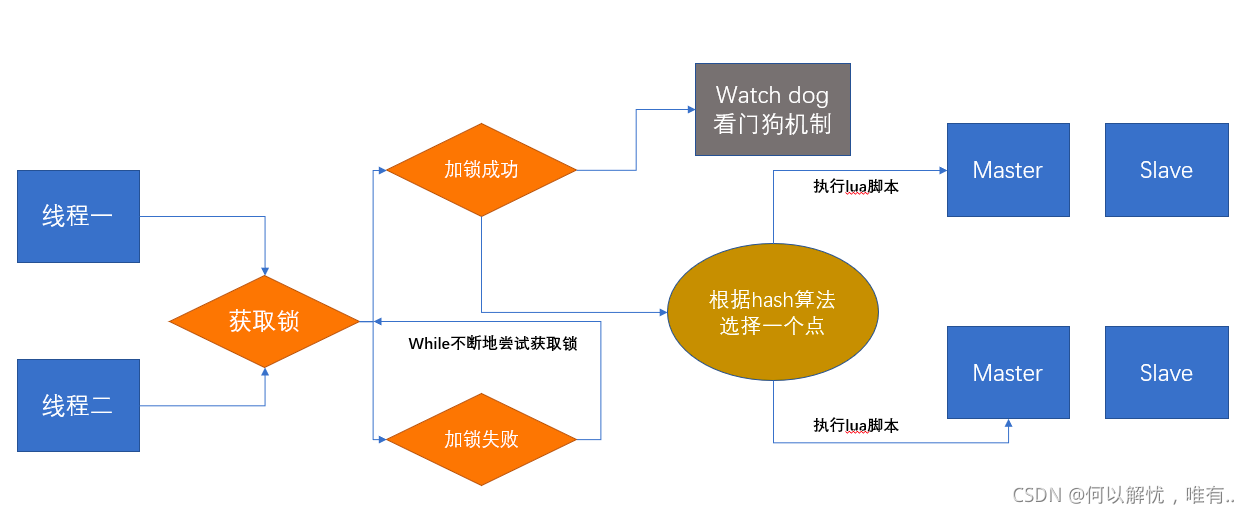 Watch dog
看门狗机制
加锁成功
Master
Slave
执行lua脚本
线程一
根据hash算法
选择一个点
获取锁
While不断地尝试获取锁
Master
Slave
线程二
执行lua脚本
加锁失败
CSDN @何以解忧，唯有..